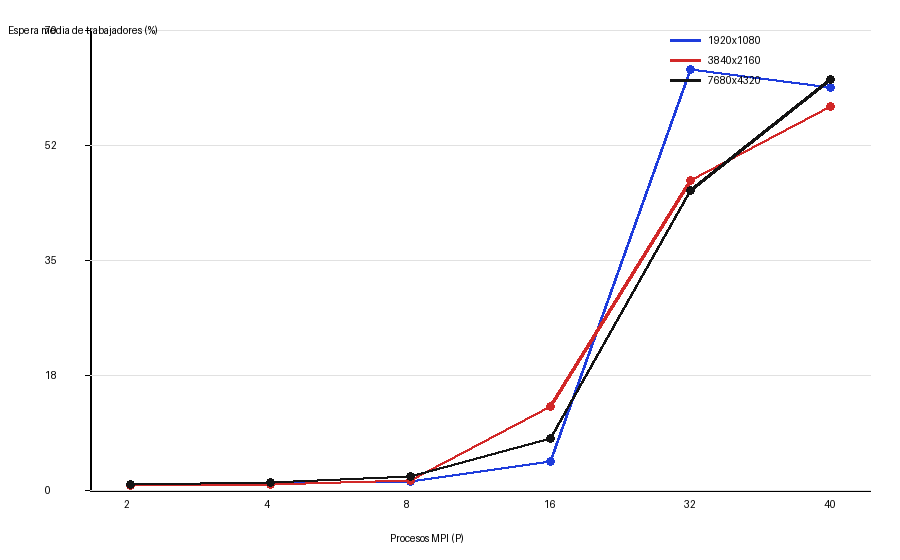 Espera media de trabajadores (%)
70
1920x1080
3840x2160
7680x4320
52
35
18
0
2 4 8 16 32 40
Procesos MPI (P)